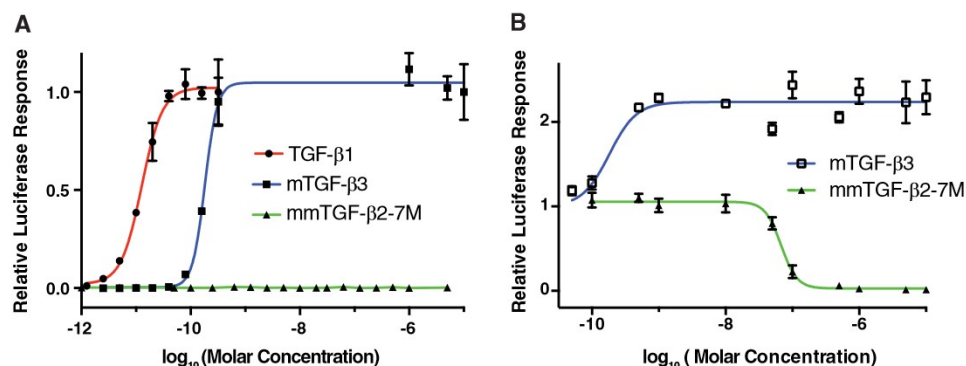 A
Relative Luciferase Response
1.0
0.5
0.0
TGF-β1
mTGF-β3
mmTGF-β2-7M
-12
-10
-8
-6
log₁₀(Molar Concentration)
B
Relative Luciferase Response
2
1
0
mTGF-β3
mmTGF-β2-7M
-10
-8
-6
log₁₀( Molar Concentration)